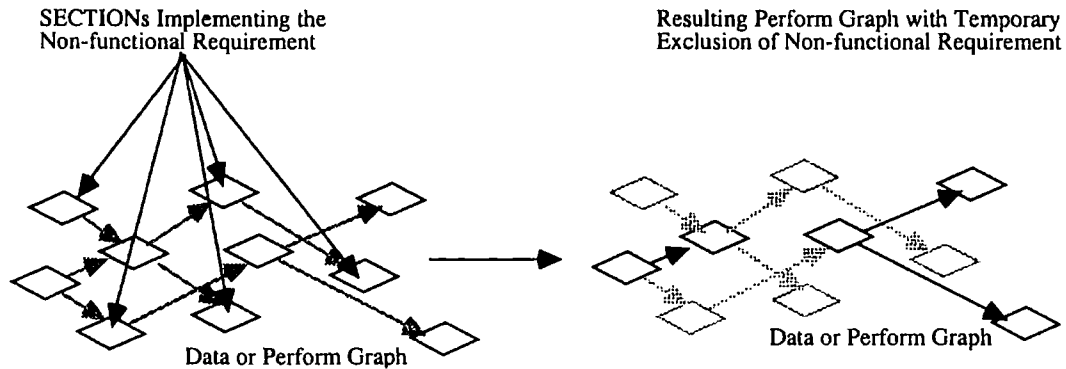 SECTIONs Implementing the
Non-functional Requirement
Resulting Perform Graph with Temporary
Exclusion of Non-functional Requirement
Data or Perform Graph
Data or Perform Graph